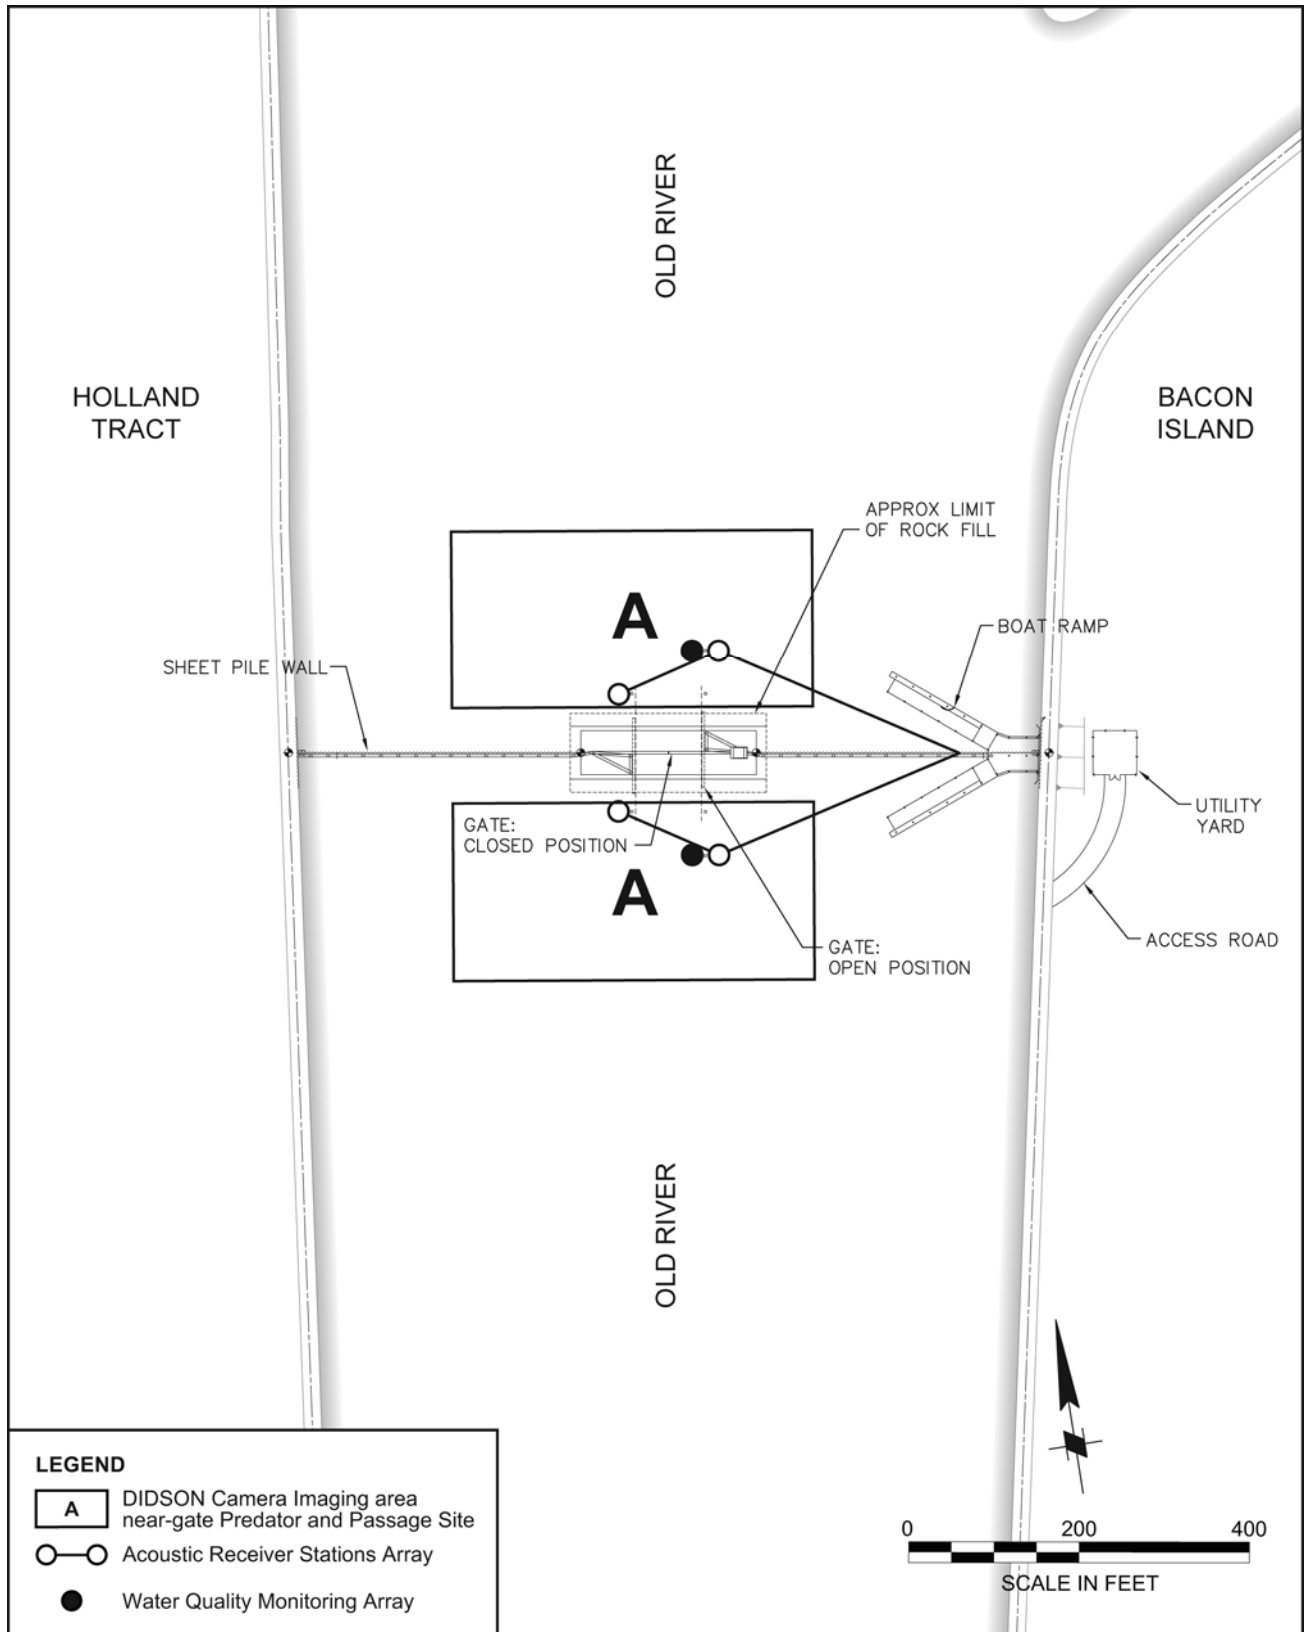 OLD RIVER
HOLLAND
TRACT
BACON
ISLAND
APPROX LIMIT
OF ROCK FILL
A
BOAT RAMP
SHEET PILE WALL
GATE:
CLOSED POSITION
UTILITY
YARD
A
GATE:
OPEN POSITION
ACCESS ROAD
OLD RIVER
LEGEND
A
DIDSON Camera Imaging area
near-gate Predator and Passage Site
Acoustic Receiver Stations Array
Water Quality Monitoring Array
0 200 400
SCALE IN FEET